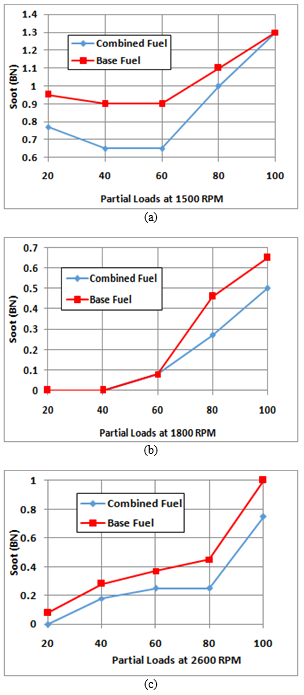 1.4
1.3
1.2
1.1
1
0.9
0.8
0.7
0.6
Soot (BN)
Combined Fuel
Base Fuel
20 40 60 80 100
Partial Loads at 1500 RPM
(a)
0.7
0.6
0.5
0.4
0.3
0.2
0.1
0
Soot (BN)
Combined Fuel
Base Fuel
20 40 60 80 100
Partial Loads at 1800 RPM
(b)
1
0.8
0.6
0.4
0.2
0
Soot (BN)
Combined Fuel
Base Fuel
20 40 60 80 100
Partial Loads at 2600 RPM
(c)